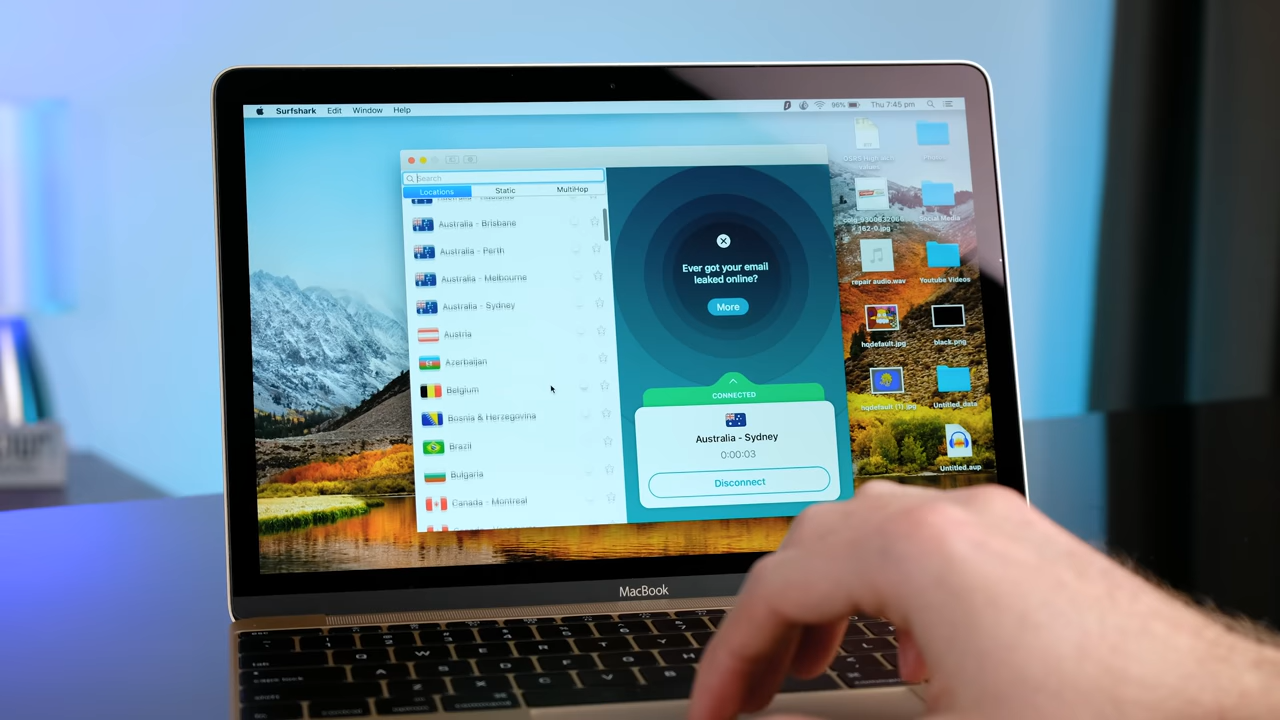 Surfshark Edit Window Help
96% Thu 7:45 pm
Search
Locations Static MultiHop
Australia - Brisbane
Australia - Perth
Australia - Melbourne
Australia - Sydney
Austria
Azerbaijan
Belgium
Bosnia & Herzegovina
Brazil
Bulgaria
Canada - Montreal
Ever got your email
leaked online?
More
CONNECTED
Australia - Sydney
0:00:03
Disconnect
Social Media
repair audio.wav
Youtube Videos
hqdefault.jpg
black.png
hqdefault (1).jpg
Untitled_data
Untitled.aup
MacBook